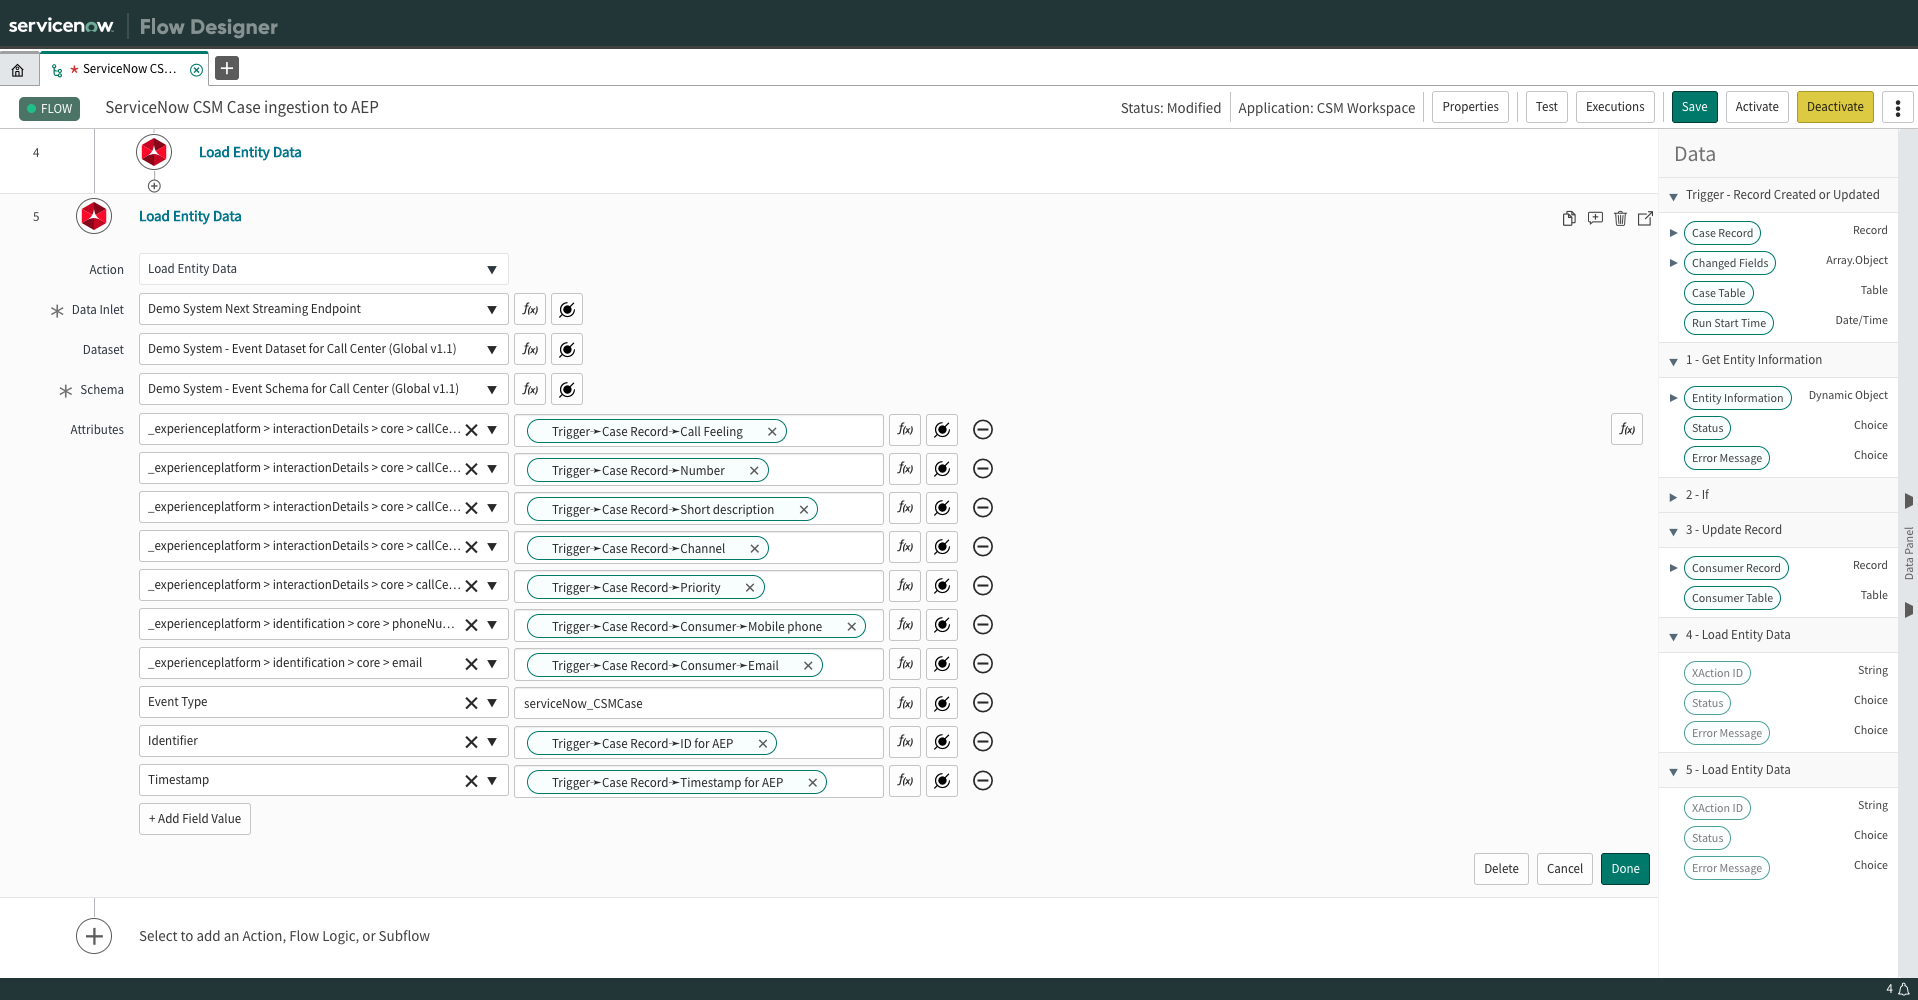 servicenow Flow Designer
ServiceNow CS...
FLOW ServiceNow CSM Case ingestion to AEP Status: Modified Application: CSM Workspace Properties Test Executions Save Activate Deactivate
4 Load Entity Data
5 Load Entity Data
Action Load Entity Data
Data Inlet Demo System Next Streaming Endpoint f(x)
Dataset Demo System - Event Dataset for Call Center (Global v1.1) f(x)
Schema Demo System - Event Schema for Call Center (Global v1.1) f(x)
Attributes _experienceplatform > interactionDetails > core > callCe... Trigger➛Case Record➛Call Feeling f(x) f(x)
_experienceplatform > interactionDetails > core > callCe... Trigger➛Case Record➛Number f(x)
_experienceplatform > interactionDetails > core > callCe... Trigger➛Case Record➛Short description f(x)
_experienceplatform > interactionDetails > core > callCe... Trigger➛Case Record➛Channel f(x)
_experienceplatform > interactionDetails > core > callCe... Trigger➛Case Record➛Priority f(x)
_experienceplatform > identification > core > phoneNu... Trigger➛Case Record➛Consumer➛Mobile phone f(x)
_experienceplatform > identification > core > email Trigger➛Case Record➛Consumer➛Email f(x)
Event Type serviceNow_CSMCase f(x)
Identifier Trigger➛Case Record➛ID for AEP f(x)
Timestamp Trigger➛Case Record➛Timestamp for AEP f(x)
+ Add Field Value
Delete Cancel Done
Select to add an Action, Flow Logic, or Subflow
Data
Trigger - Record Created or Updated
Case Record Record
Changed Fields Array.Object
Case Table Table
Run Start Time Date/Time
1 - Get Entity Information
Entity Information Dynamic Object
Status Choice
Error Message Choice
2 - If
3 - Update Record
Consumer Record Record
Consumer Table Table
4 - Load Entity Data
XAction ID String
Status Choice
Error Message Choice
5 - Load Entity Data
XAction ID String
Status Choice
Error Message Choice
Data Panel
4